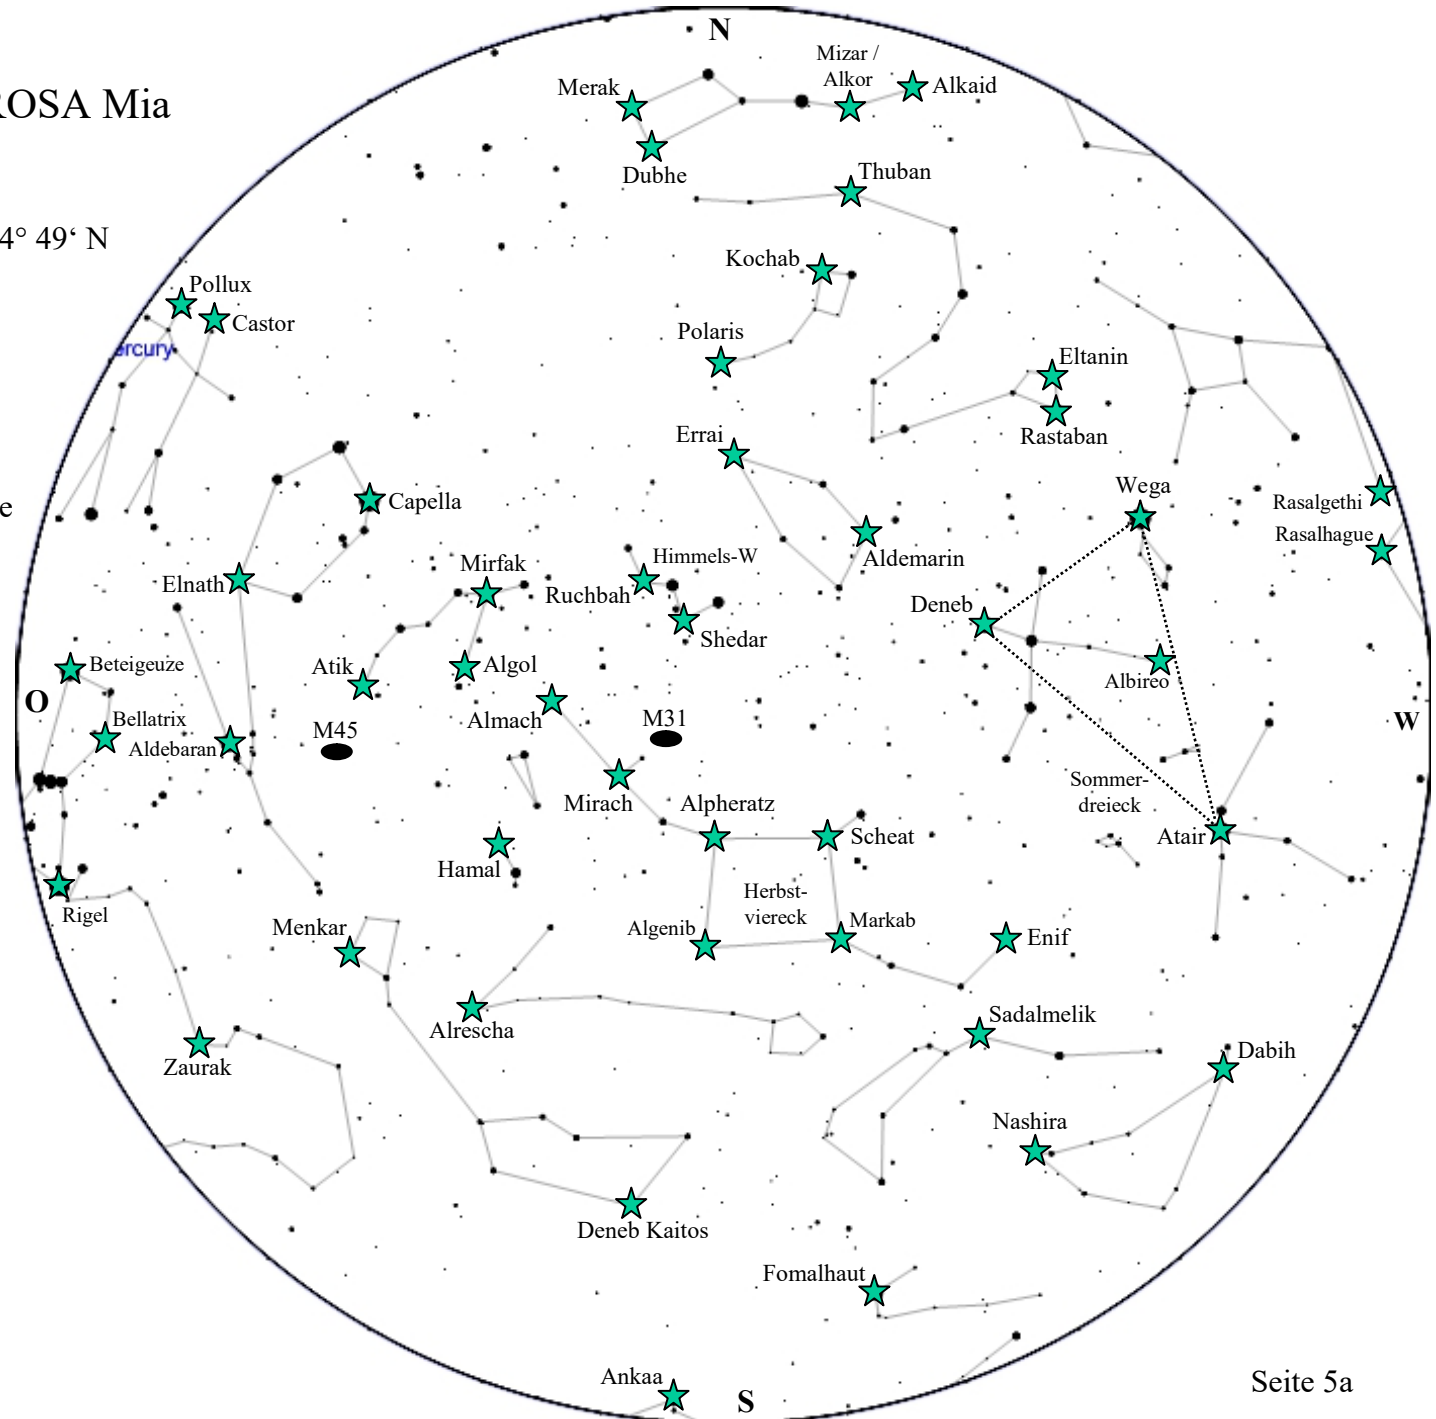 N
Mizar /
Alkor
Merak
Alkaid
ROSA Mia
Dubhe
Thuban
4° 49‘ N
Kochab
Pollux
Castor
Polaris
ercury
Eltanin
Rastaban
Errai
Wega
Capella
Rasalgethi
e
Rasalhague
Himmels-W
Aldemarin
Mirfak
Elnath
Ruchbah
Deneb
Shedar
Beteigeuze
Atik
Algol
Albireo
O
Bellatrix
Almach
M31
W
Aldebaran
M45
Sommer-
dreieck
Mirach
Alpheratz
Scheat
Atair
Hamal
Herbst-
viereck
Rigel
Menkar
Algenib
Markab
Enif
Sadalmelik
Alrescha
Dabih
Zaurak
Nashira
Deneb Kaitos
Fomalhaut
Ankaa
S
Seite 5a